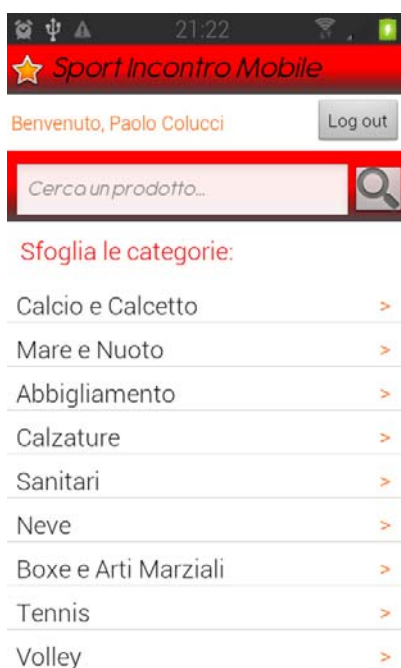 21:22
Sport Incontro Mobile
Benvenuto, Paolo Colucci
Log out
Cerca un prodotto...
Sfoglia le categorie:
Calcio e Calcetto >
Mare e Nuoto >
Abbigliamento >
Calzature >
Sanitari >
Neve >
Boxe e Arti Marziali >
Tennis >
Volley >